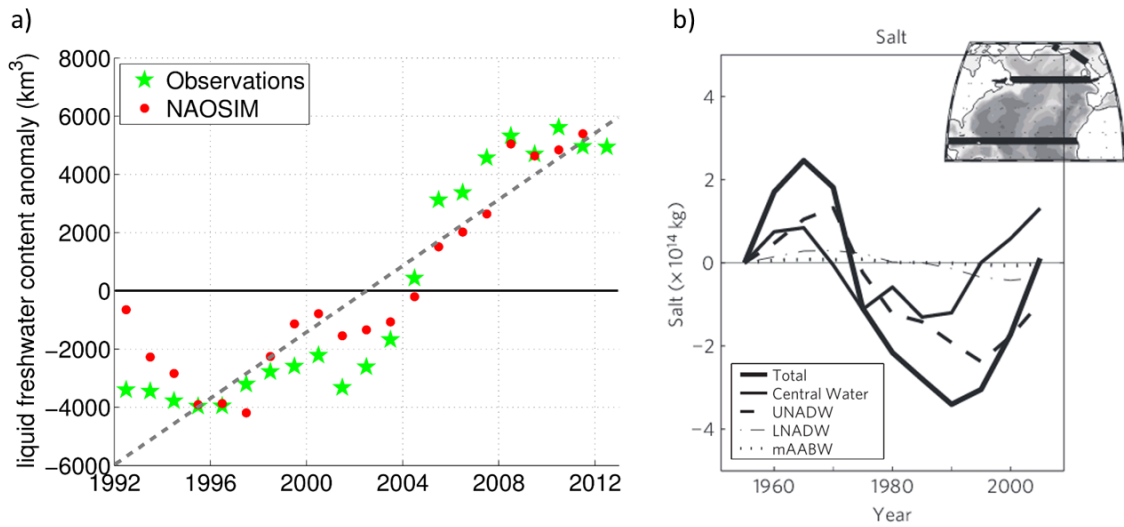 a)
liquid freshwater content anomaly (km³)
8000
6000
4000
2000
0
−2000
−4000
−6000
1992
1996
2000
2004
2008
2012
Observations
NAOSIM
b)
Salt
Salt (× 10¹⁴ kg)
4
2
0
−2
−4
1960
1980
2000
Year
Total
Central Water
UNADW
LNADW
mAABW